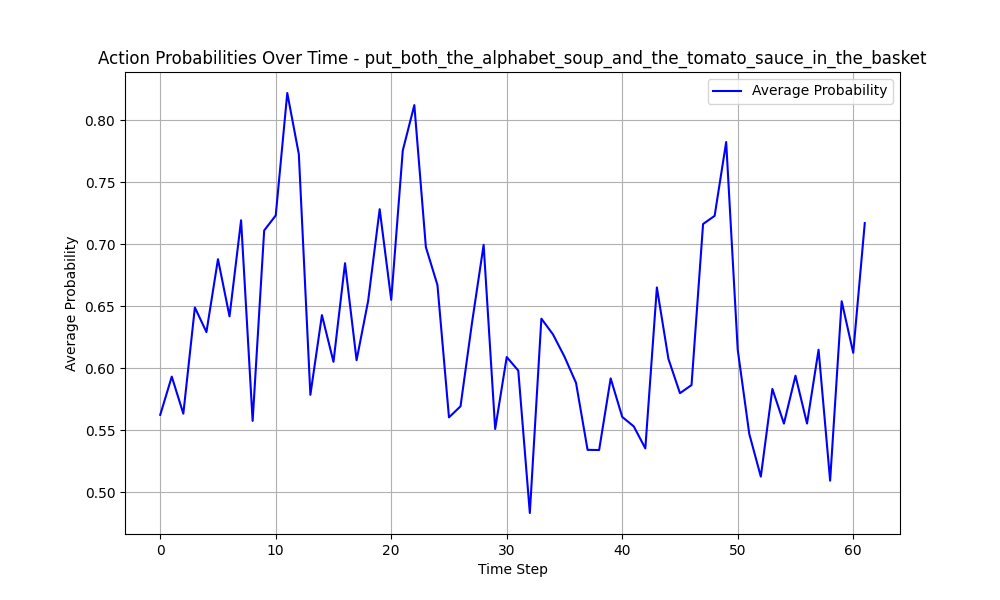 Action Probabilities Over Time - put_both_the_alphabet_soup_and_the_tomato_sauce_in_the_basket
Average Probability
0.80
0.75
0.70
0.65
0.60
0.55
0.50
Average Probability
0 10 20 30 40 50 60
Time Step